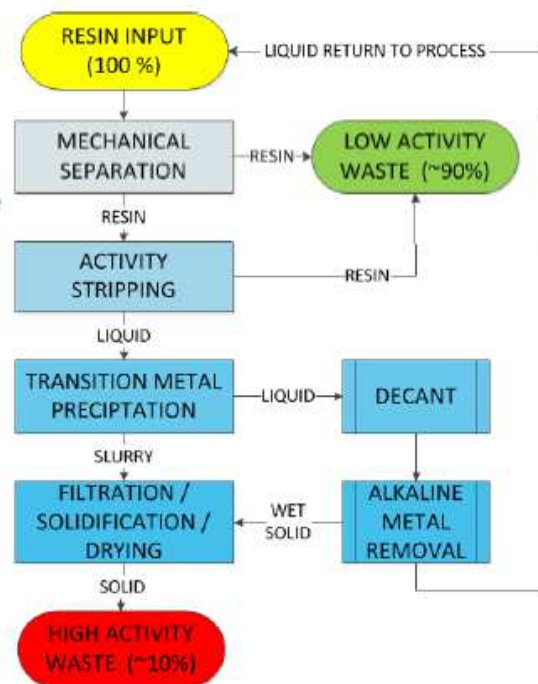 RESIN INPUT
(100 %)
LIQUID RETURN TO PROCESS
MECHANICAL
SEPARATION
RESIN
LOW ACTIVITY
WASTE (~90%)
RESIN
ACTIVITY
STRIPPING
RESIN
LIQUID
TRANSITION METAL
PRECIPTATION
LIQUID
DECANT
SLURRY
FILTRATION /
SOLIDIFICATION /
DRYING
WET
SOLID
ALKALINE
METAL
REMOVAL
SOLID
HIGH ACTIVITY
WASTE (~10%)